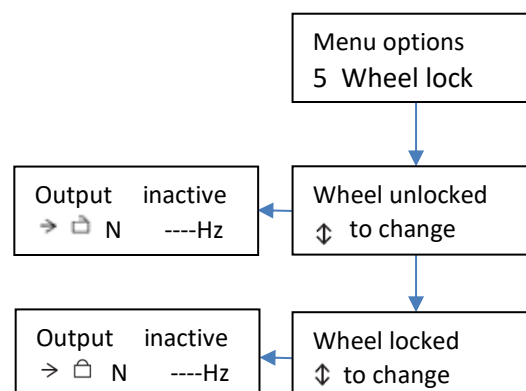 Menu options
5 Wheel lock
Output inactive
→ N ----Hz
Wheel unlocked
↕ to change
Output inactive
→ N ----Hz
Wheel locked
↕ to change